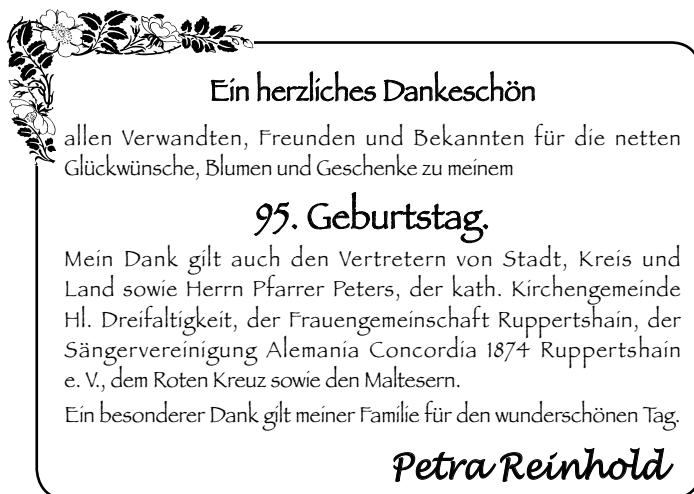 Ein herzliches Dankeschön
allen Verwandten, Freunden und Bekannten für die netten
Glückwünsche, Blumen und Geschenke zu meinem
95. Geburtstag.
Mein Dank gilt auch den Vertretern von Stadt, Kreis und
Land sowie Herrn Pfarrer Peters, der kath. Kirchengemeinde
Hl. Dreifaltigkeit, der Frauengemeinschaft Ruppertshain, der
Sängervereinigung Alemania Concordia 1874 Ruppertshain
e. V., dem Roten Kreuz sowie den Maltesern.
Ein besonderer Dank gilt meiner Familie für den wunderschönen Tag.
Petra Reinhold